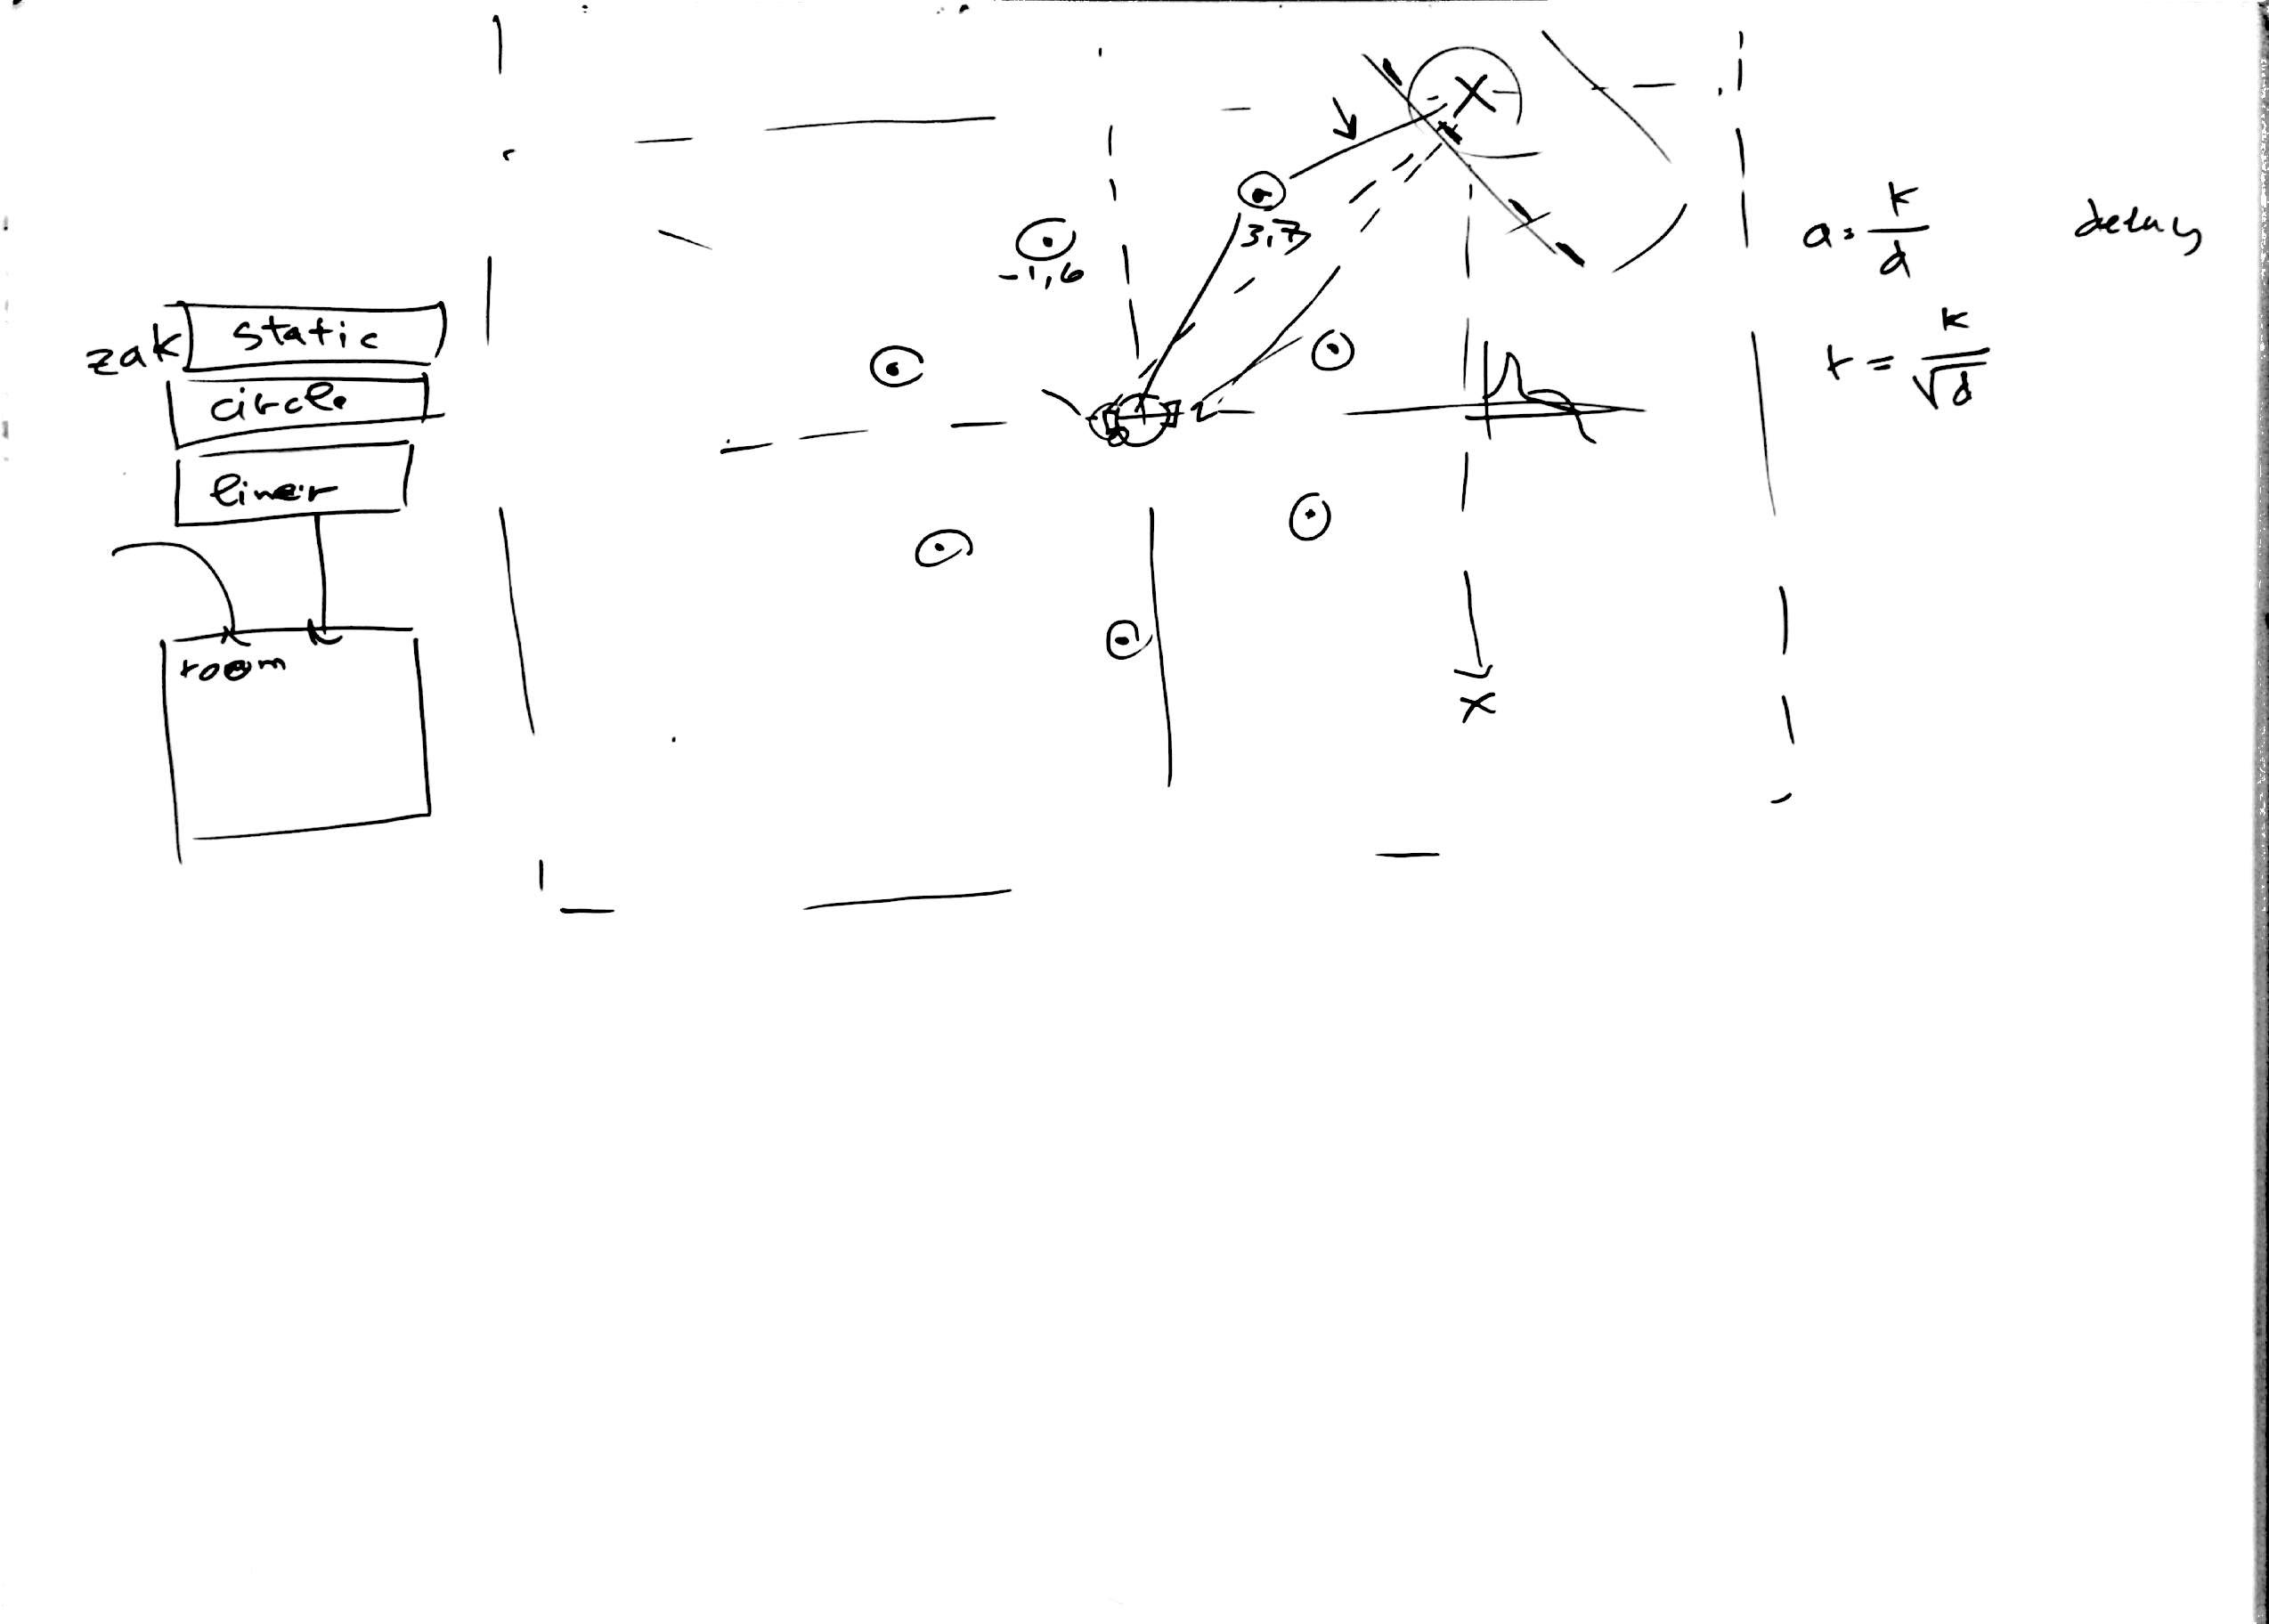 zak
static
circle
liner
room
-1,6
3,7
x
x
a = k/d
delay
r = k/√d